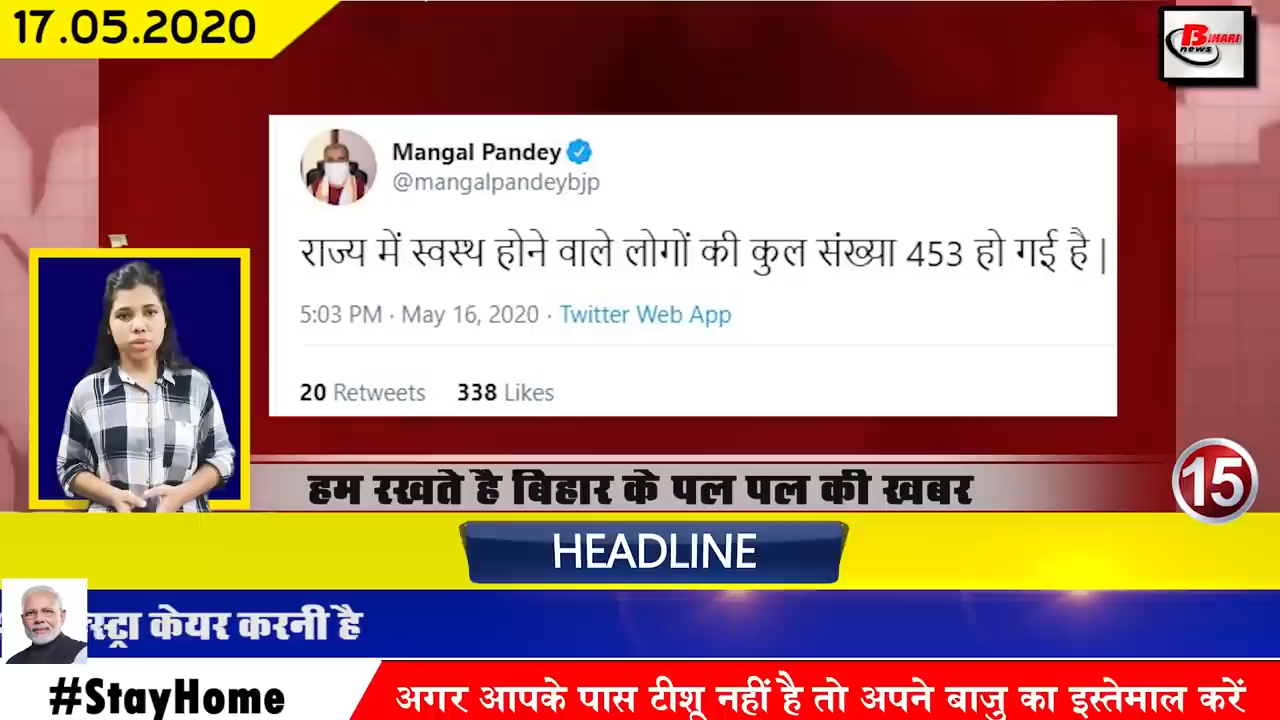 17.05.2020
BIHARI
news
Mangal Pandey
@mangalpandeybjp
राज्य में स्वस्थ होने वाले लोगों की कुल संख्या 453 हो गई है |
5:03 PM · May 16, 2020 · Twitter Web App
20 Retweets 338 Likes
हम रखते है बिहार के पल पल की खबर
15
HEADLINE
केयर करनी है
#StayHome
अगर आपके पास टीशू नहीं है तो अपने बाजु का इस्तेमाल करें